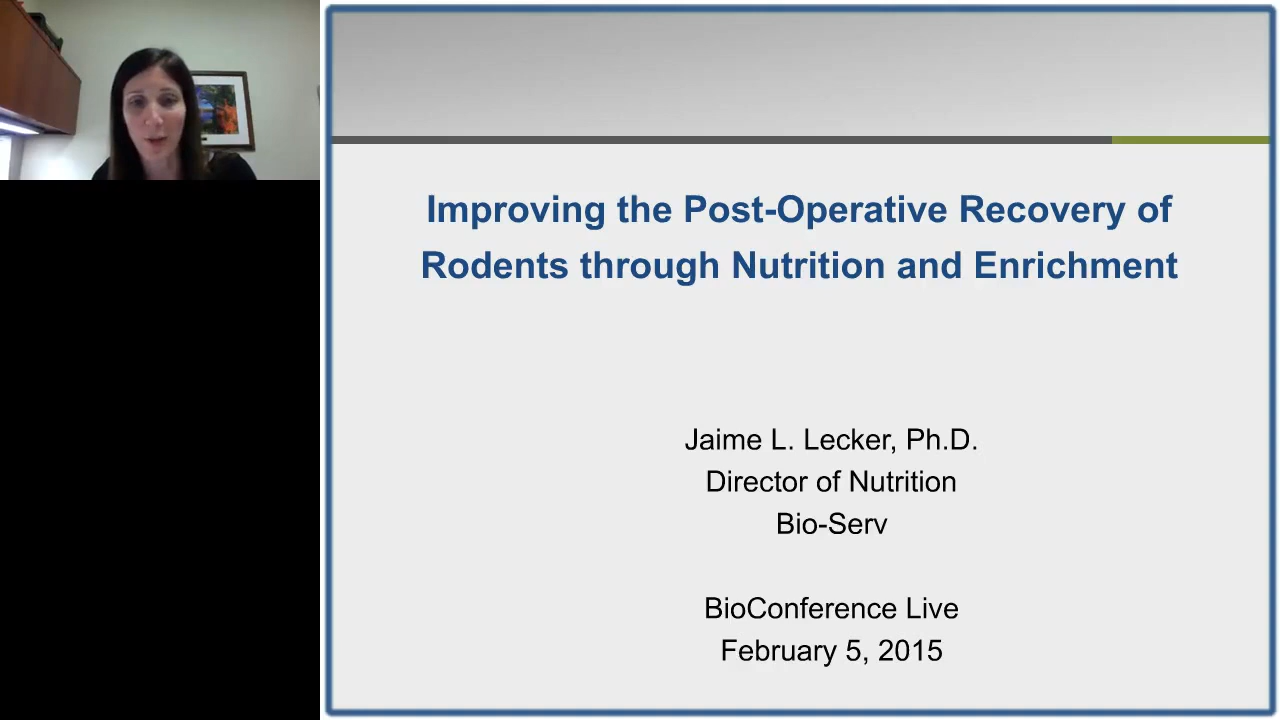 Improving the Post-Operative Recovery of
Rodents through Nutrition and Enrichment
Jaime L. Lecker, Ph.D.
Director of Nutrition
Bio-Serv
BioConference Live
February 5, 2015